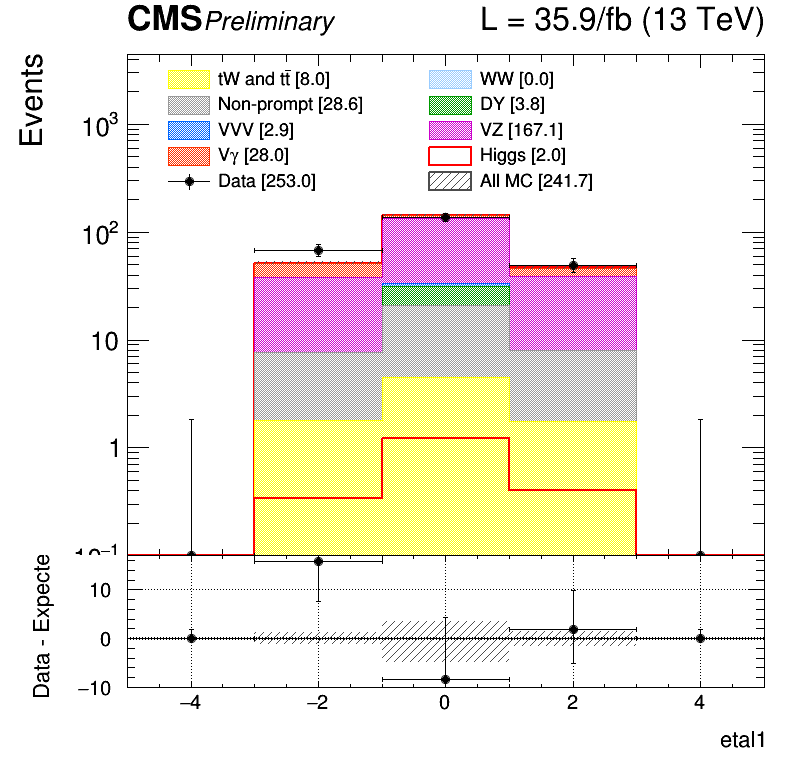 CMS Preliminary L = 35.9/fb (13 TeV)
Events
tW and tt̄ [8.0] WW [0.0]
Non-prompt [28.6] DY [3.8]
VVV [2.9] VZ [167.1]
Vγ [28.0] Higgs [2.0]
Data [253.0] All MC [241.7]
10³
10²
10
1
Data - Expecte
10
0
−10
−4 −2 0 2 4
etal1